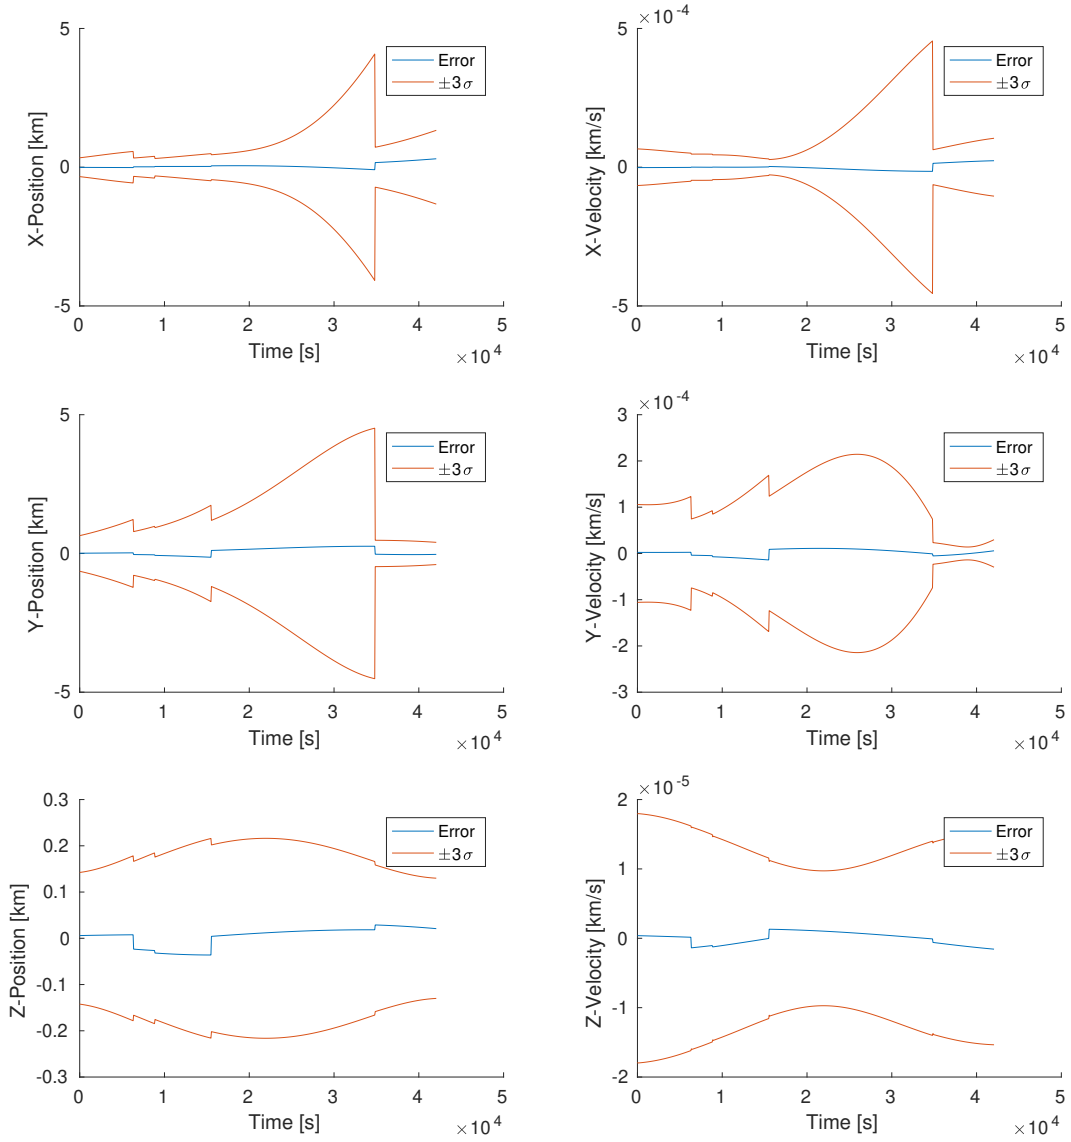 5
0
-5
X-Position [km]
0 1 2 3 4 5
Time [s]
×10 4
Error
±3σ
×10 -4
5
0
-5
X-Velocity [km/s]
0 1 2 3 4 5
Time [s]
×10 4
Error
±3σ
5
0
-5
Y-Position [km]
0 1 2 3 4 5
Time [s]
×10 4
Error
±3σ
×10 -4
3
2
1
0
-1
-2
-3
Y-Velocity [km/s]
0 1 2 3 4 5
Time [s]
×10 4
Error
±3σ
0.3
0.2
0.1
0
-0.1
-0.2
-0.3
Z-Position [km]
0 1 2 3 4 5
Time [s]
×10 4
Error
±3σ
×10 -5
2
1
0
-1
-2
Z-Velocity [km/s]
0 1 2 3 4 5
Time [s]
×10 4
Error
±3σ